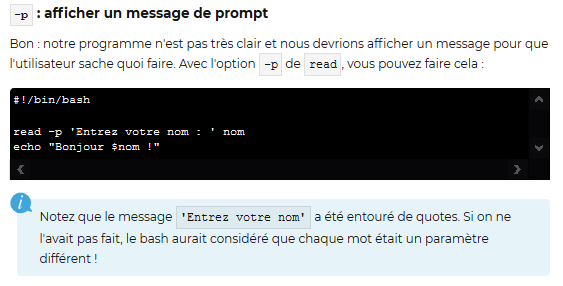 -p : afficher un message de prompt
Bon : notre programme n'est pas très clair et nous devrions afficher un message pour que
l'utilisateur sache quoi faire. Avec l'option -p de read , vous pouvez faire cela :
#!/bin/bash
read -p 'Entrez votre nom : ' nom
echo "Bonjour $nom !"
i
Notez que le message 'Entrez votre nom' a été entouré de quotes. Si on ne
l'avait pas fait, le bash aurait considéré que chaque mot était un paramètre
différent !